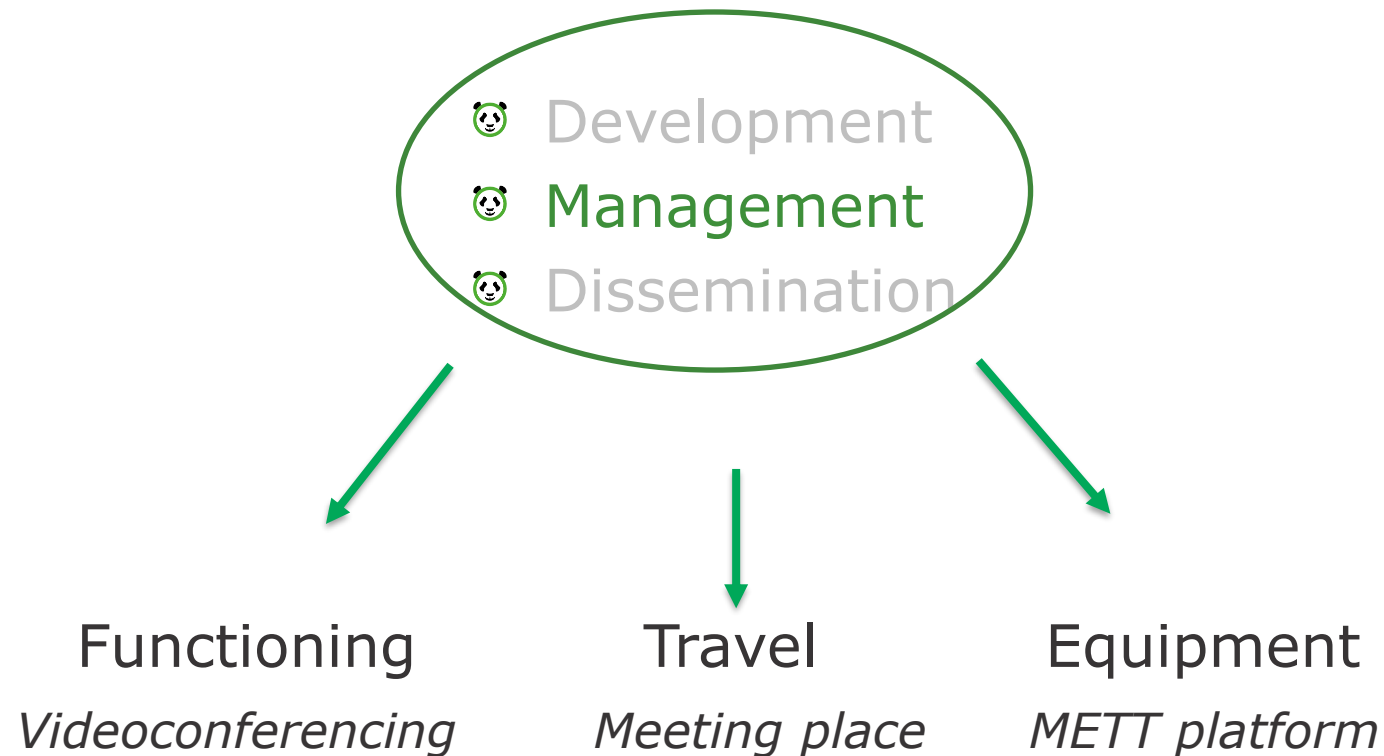 Development
Management
Dissemination
Functioning Travel Equipment
Videoconferencing Meeting place METT platform